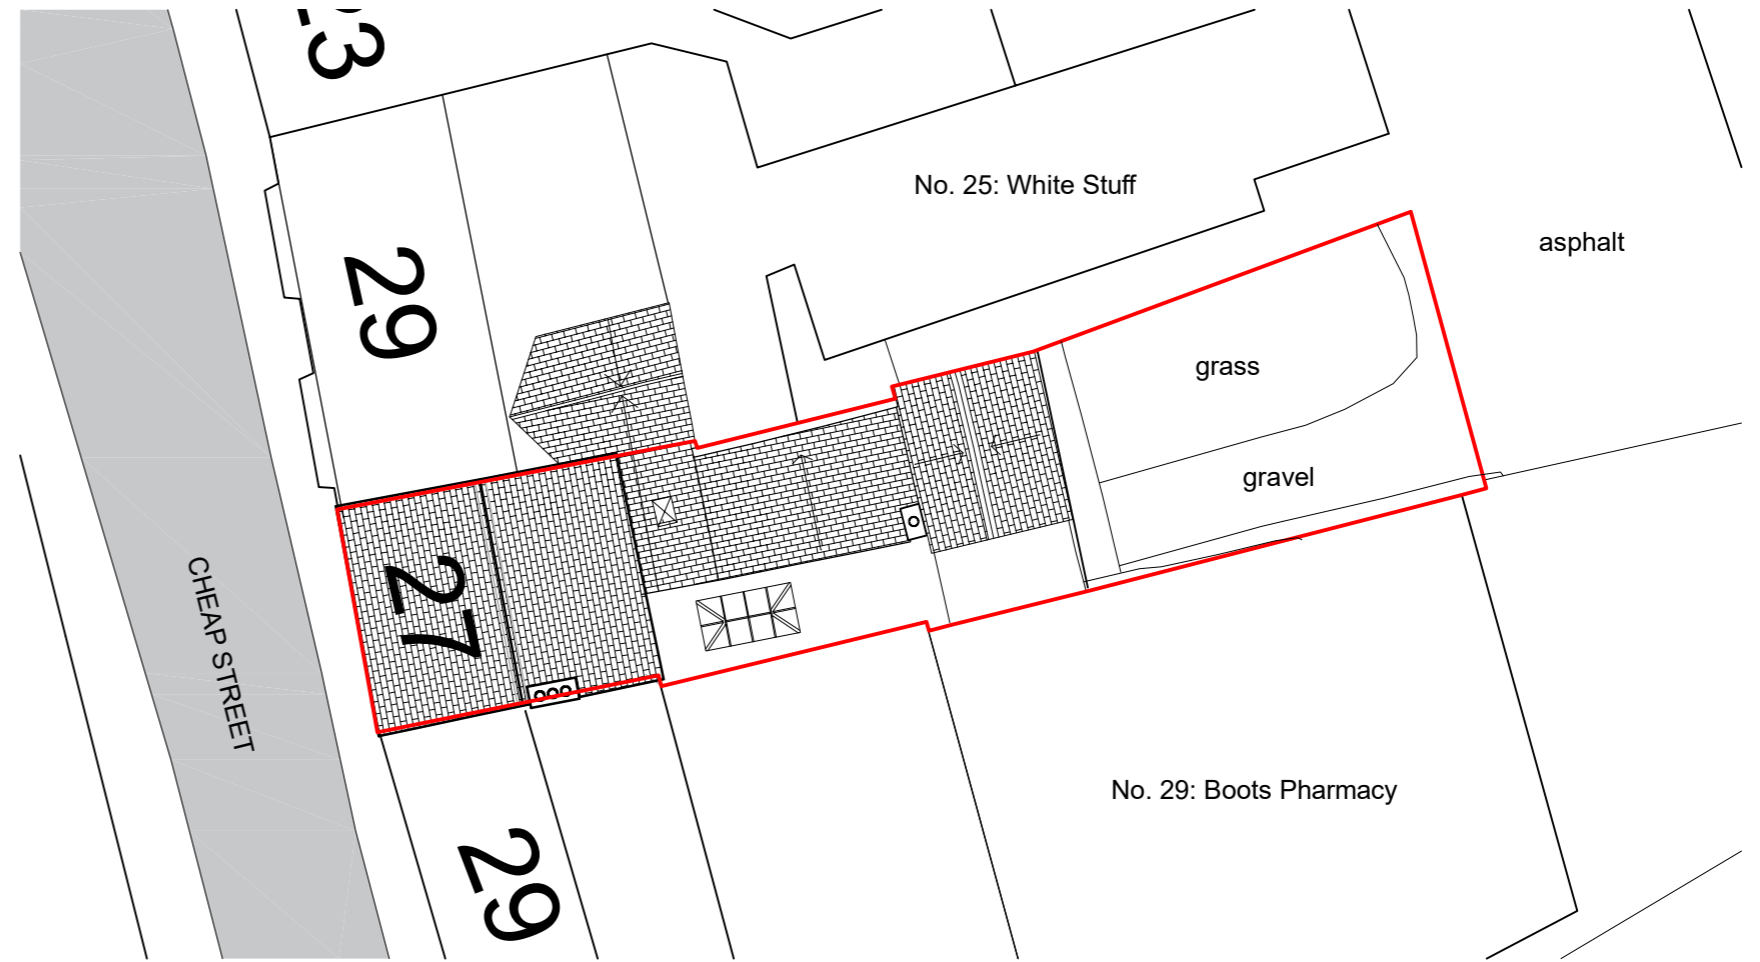 23
No. 25: White Stuff
asphalt
29
grass
gravel
27
CHEAP STREET
No. 29: Boots Pharmacy
29